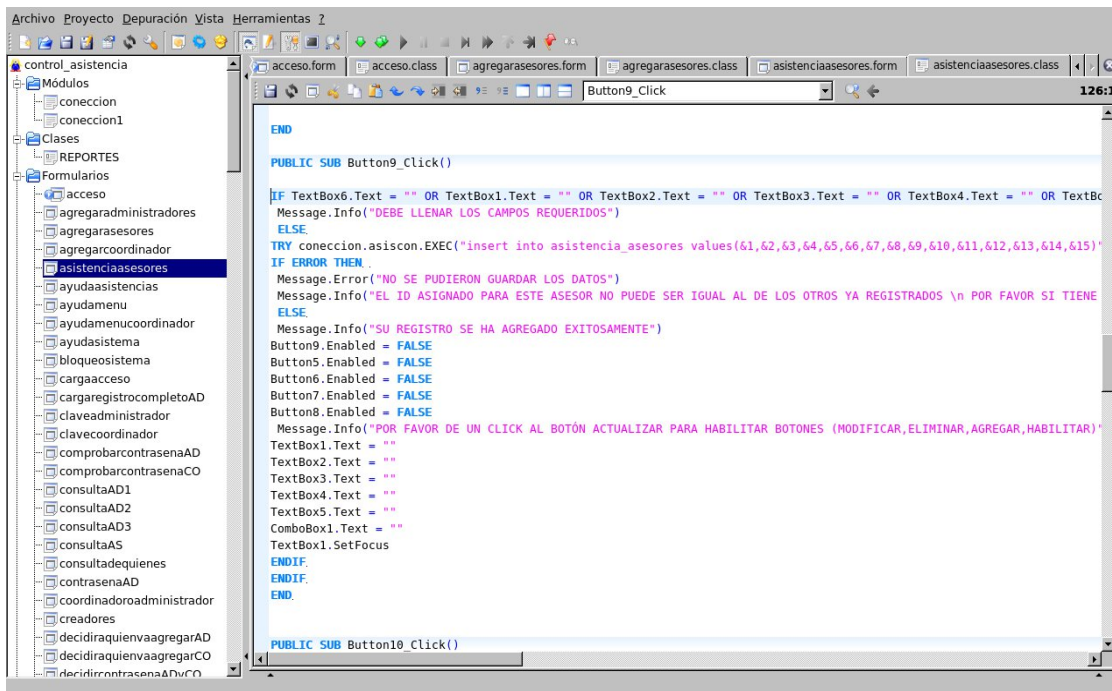 Archivo Proyecto Depuración Vista Herramientas ?
control_asistencia
Módulos
coneccion
coneccion1
Clases
REPORTES
Formularios
acceso
agregaradministradores
agregarasesores
agregarcoordinador
asistenciaasesores
ayudaasistencias
ayudamenu
ayudamenucoordinador
ayudasistema
bloqueosistema
cargaacceso
cargaregistrocompletoAD
claveadministrador
clavecoordinador
comprobarcontrasenaAD
comprobarcontrasenaCO
consultaAD1
consultaAD2
consultaAD3
consultaAS
consultadequienes
contrasenaAD
coordinadoroadministrador
creadores
decidiraquienvaagregarAD
decidiraquienvaagregarCO
decidircontrasenaADyCO
acceso.form acceso.class agregarasesores.form agregarasesores.class asistenciaasesores.form asistenciaasesores.class
Button9_Click 126:1
END
PUBLIC SUB Button9_Click()
IF TextBox6.Text = "" OR TextBox1.Text = "" OR TextBox2.Text = "" OR TextBox3.Text = "" OR TextBox4.Text = "" OR TextBo
Message.Info("DEBE LLENAR LOS CAMPOS REQUERIDOS")
ELSE
TRY coneccion.asiscon.EXEC("insert into asistencia_asesores values(&1,&2,&3,&4,&5,&6,&7,&8,&9,&10,&11,&12,&13,&14,&15)"
IF ERROR THEN
Message.Error("NO SE PUDIERON GUARDAR LOS DATOS")
Message.Info("EL ID ASIGNADO PARA ESTE ASESOR NO PUEDE SER IGUAL AL DE LOS OTROS YA REGISTRADOS \n POR FAVOR SI TIENE
ELSE
Message.Info("SU REGISTRO SE HA AGREGADO EXITOSAMENTE")
Button9.Enabled = FALSE
Button5.Enabled = FALSE
Button6.Enabled = FALSE
Button7.Enabled = FALSE
Button8.Enabled = FALSE
Message.Info("POR FAVOR DE UN CLICK AL BOTÓN ACTUALIZAR PARA HABILITAR BOTONES (MODIFICAR,ELIMINAR,AGREGAR,HABILITAR)"
TextBox1.Text = ""
TextBox2.Text = ""
TextBox3.Text = ""
TextBox4.Text = ""
TextBox5.Text = ""
ComboBox1.Text = ""
TextBox1.SetFocus
ENDIF
ENDIF
END
PUBLIC SUB Button10_Click()